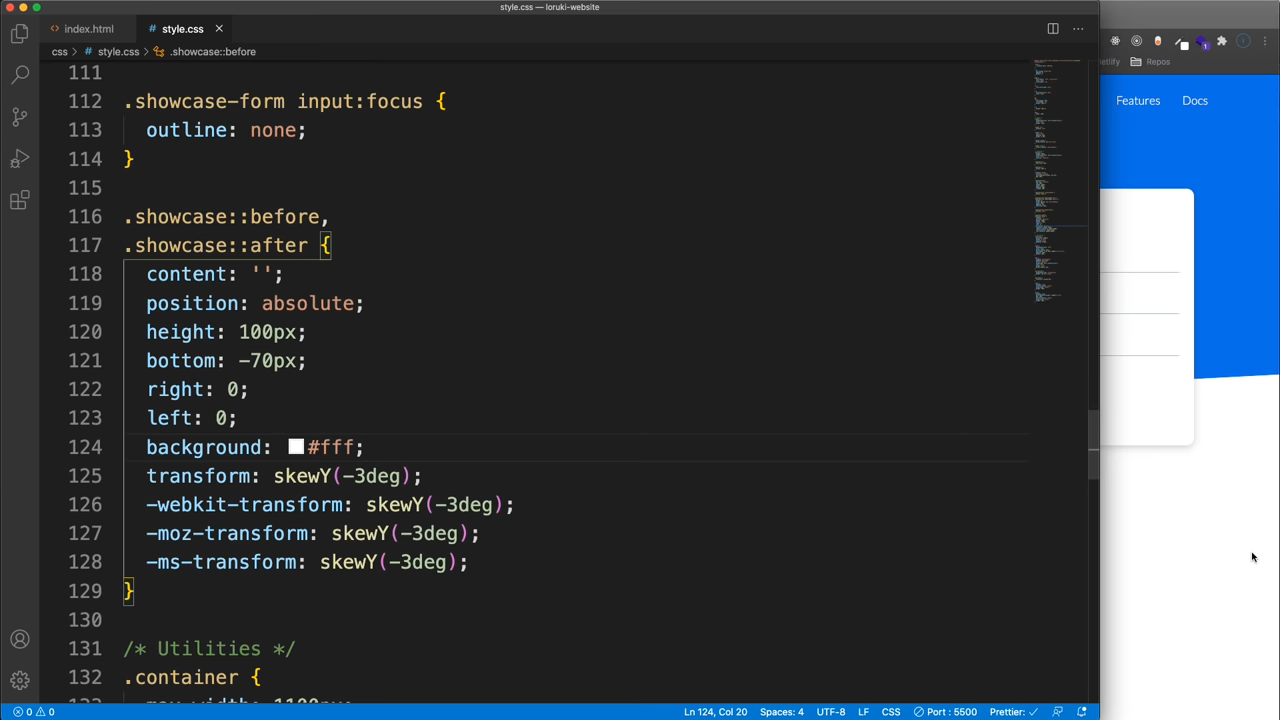 style.css — loruki-website
<> index.html
# style.css ×
css > # style.css > .showcase::before
111
112 .showcase-form input:focus {
113 outline: none;
114 }
115
116 .showcase::before,
117 .showcase::after {
118 content: '';
119 position: absolute;
120 height: 100px;
121 bottom: -70px;
122 right: 0;
123 left: 0;
124 background: #fff;
125 transform: skewY(-3deg);
126 -webkit-transform: skewY(-3deg);
127 -moz-transform: skewY(-3deg);
128 -ms-transform: skewY(-3deg);
129 }
130
131 /* Utilities */
132 .container {
0 0
Ln 124, Col 20 Spaces: 4 UTF-8 LF CSS Port : 5500 Prettier: ✓
Repos
Features Docs